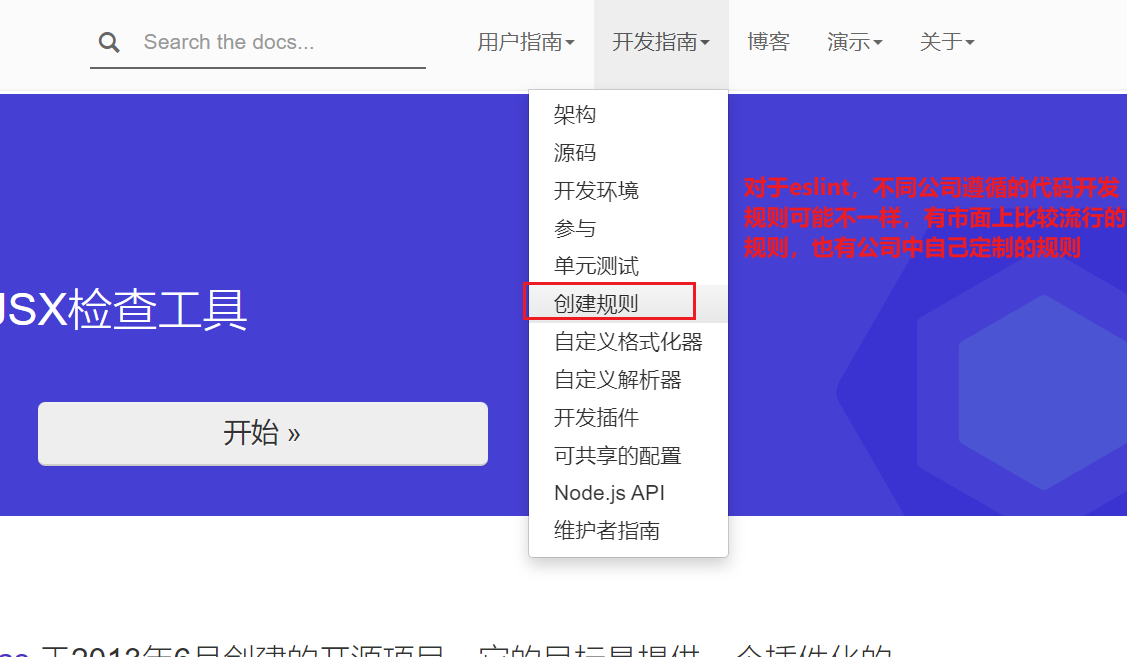 Search the docs...
用户指南
开发指南
博客
演示
关于
架构
源码
开发环境
参与
单元测试
创建规则
自定义格式化器
自定义解析器
开发插件
可共享的配置
Node.js API
维护者指南
对于eslint，不同公司遵循的代码开发
规则可能不一样，有市面上比较流行的
规则，也有公司中自己定制的规则
JSX检查工具
开始 »
于2013年6月创建的开源项目。它的目标是提供一个插件化的